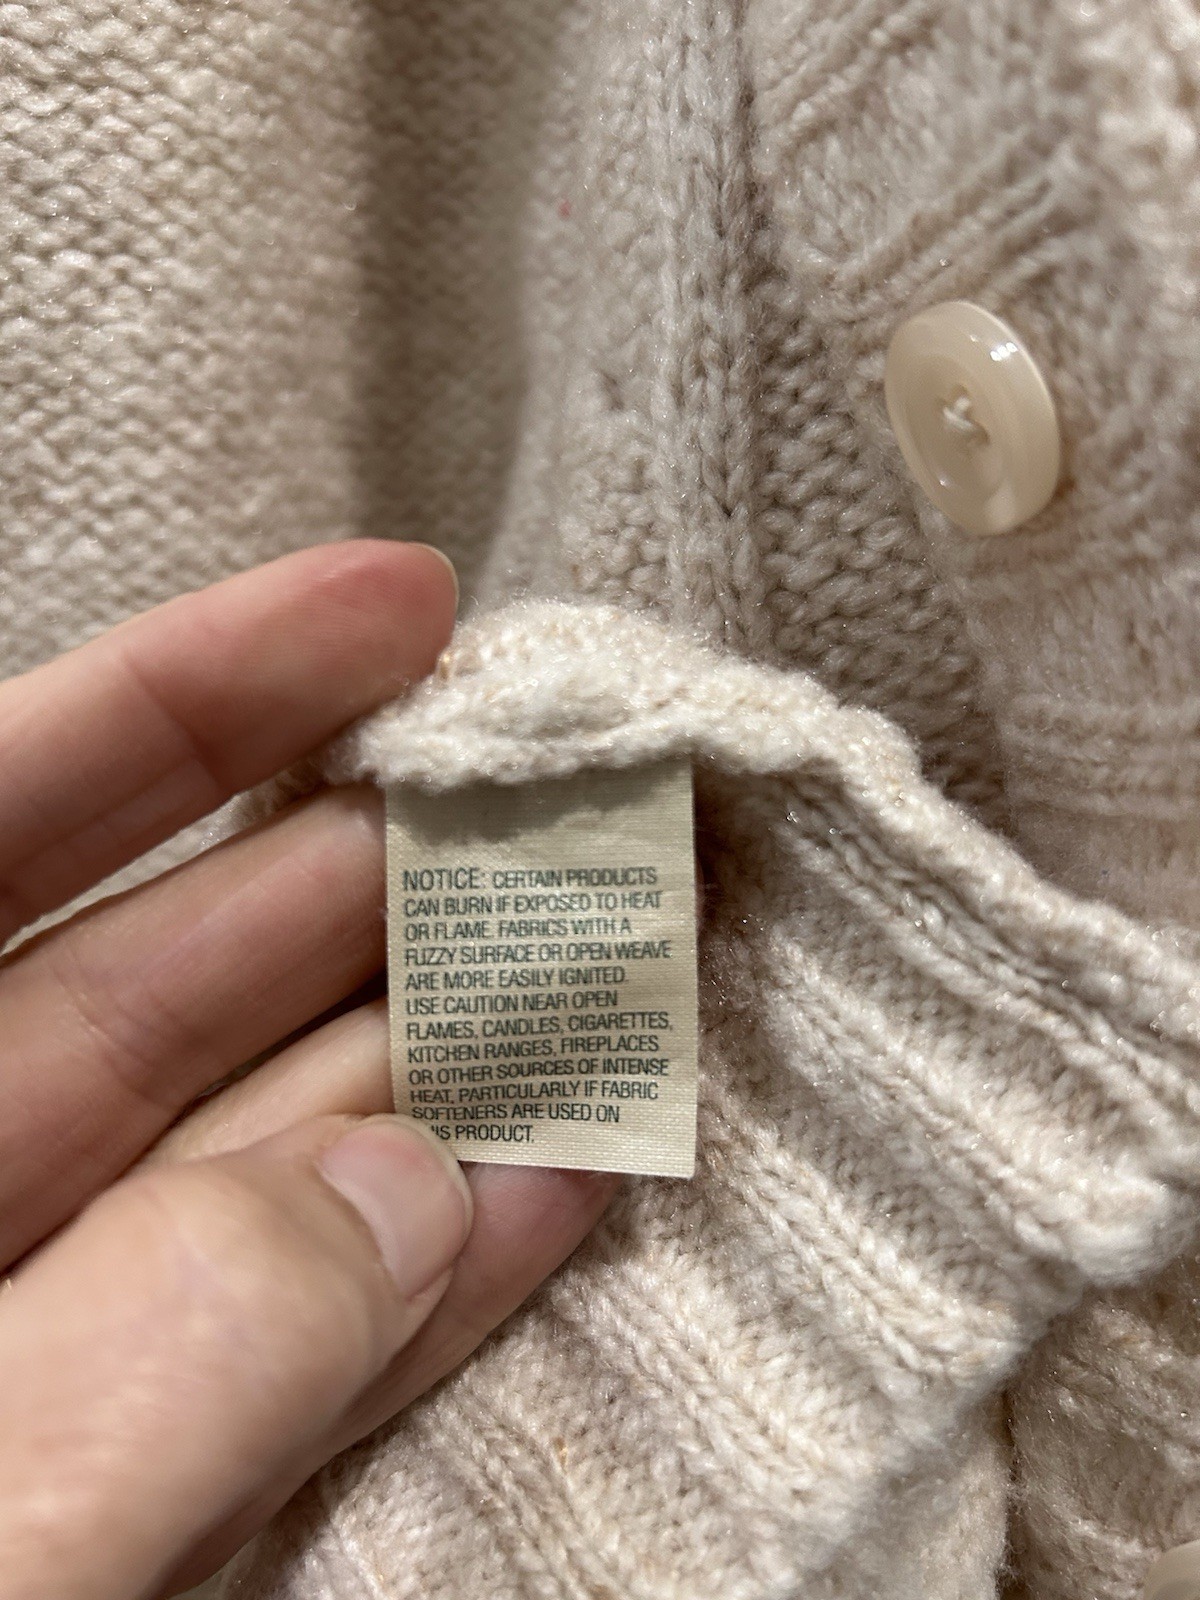 NOTICE: CERTAIN PRODUCTS
CAN BURN IF EXPOSED TO HEAT
OR FLAME. FABRICS WITH A
FUZZY SURFACE OR OPEN WEAVE
ARE MORE EASILY IGNITED.
USE CAUTION NEAR OPEN
FLAMES, CANDLES, CIGARETTES,
KITCHEN RANGES, FIREPLACES
OR OTHER SOURCES OF INTENSE
HEAT, PARTICULARLY IF FABRIC
SOFTENERS ARE USED ON
IS PRODUCT.